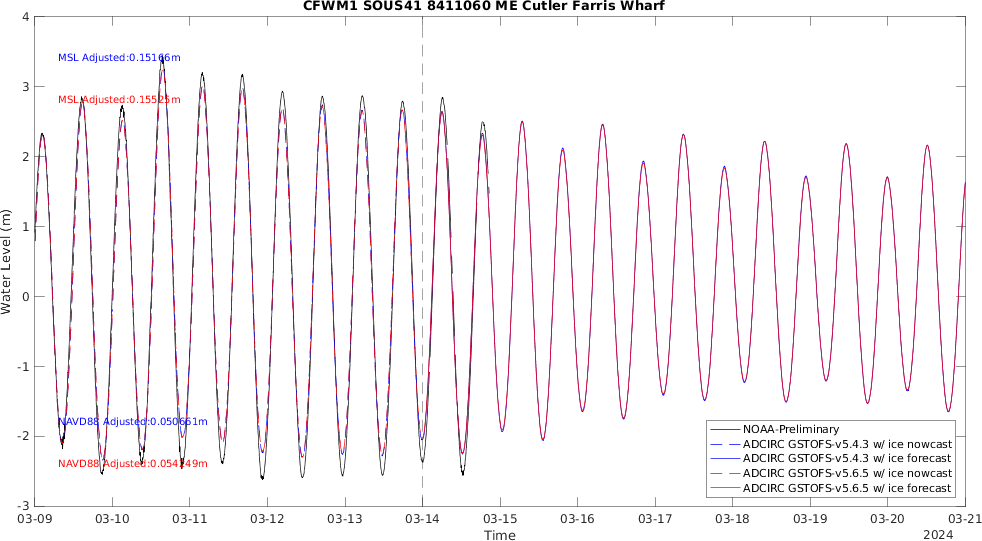 CFWM1 SOUS41 8411060 ME Cutler Farris Wharf
4
3
2
1
0
-1
-2
-3
Water Level (m)
MSL Adjusted:0.15166m
MSL Adjusted:0.15525m
NAVD88 Adjusted:0.050661m
NAVD88 Adjusted:0.054249m
NOAA-Preliminary
ADCIRC GSTOFS-v5.4.3 w/ ice nowcast
ADCIRC GSTOFS-v5.4.3 w/ ice forecast
ADCIRC GSTOFS-v5.6.5 w/ ice nowcast
ADCIRC GSTOFS-v5.6.5 w/ ice forecast
03-09 03-10 03-11 03-12 03-13 03-14 03-15 03-16 03-17 03-18 03-19 03-20 03-21
Time
2024